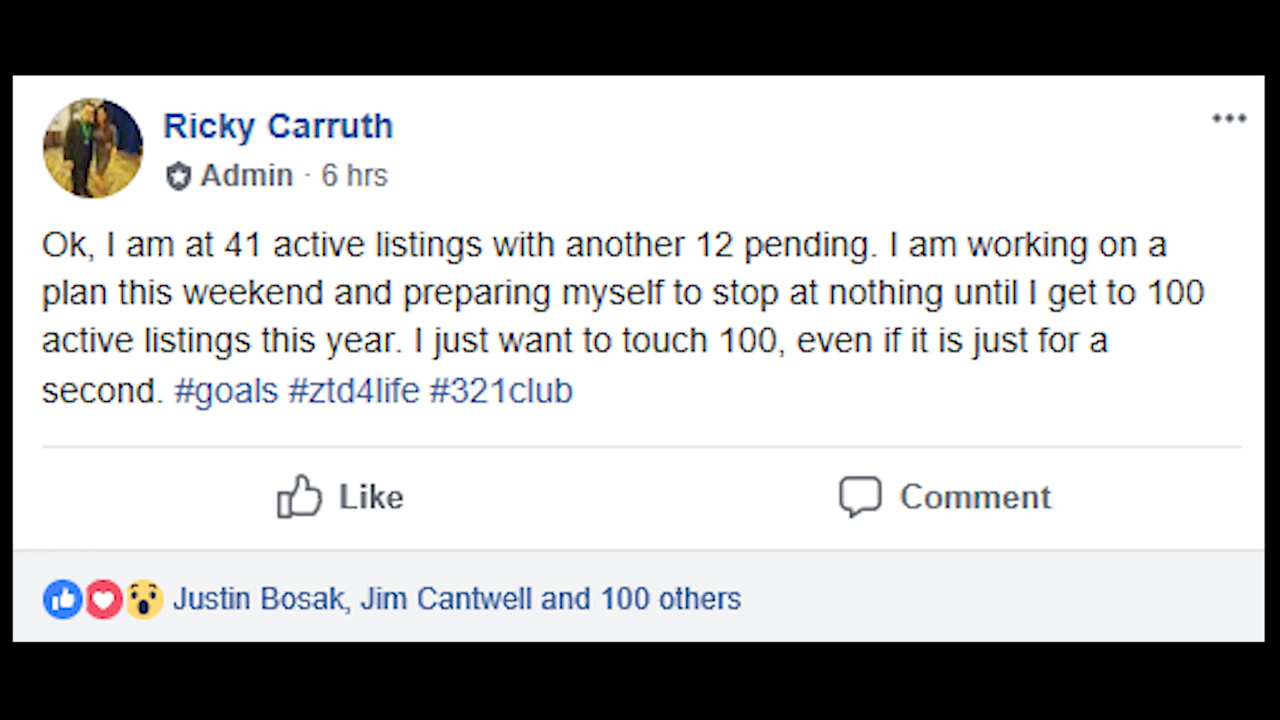 Ricky Carruth
Admin · 6 hrs
Ok, I am at 41 active listings with another 12 pending. I am working on a
plan this weekend and preparing myself to stop at nothing until I get to 100
active listings this year. I just want to touch 100, even if it is just for a
second. #goals #ztd4life #321club
Like
Comment
Justin Bosak, Jim Cantwell and 100 others